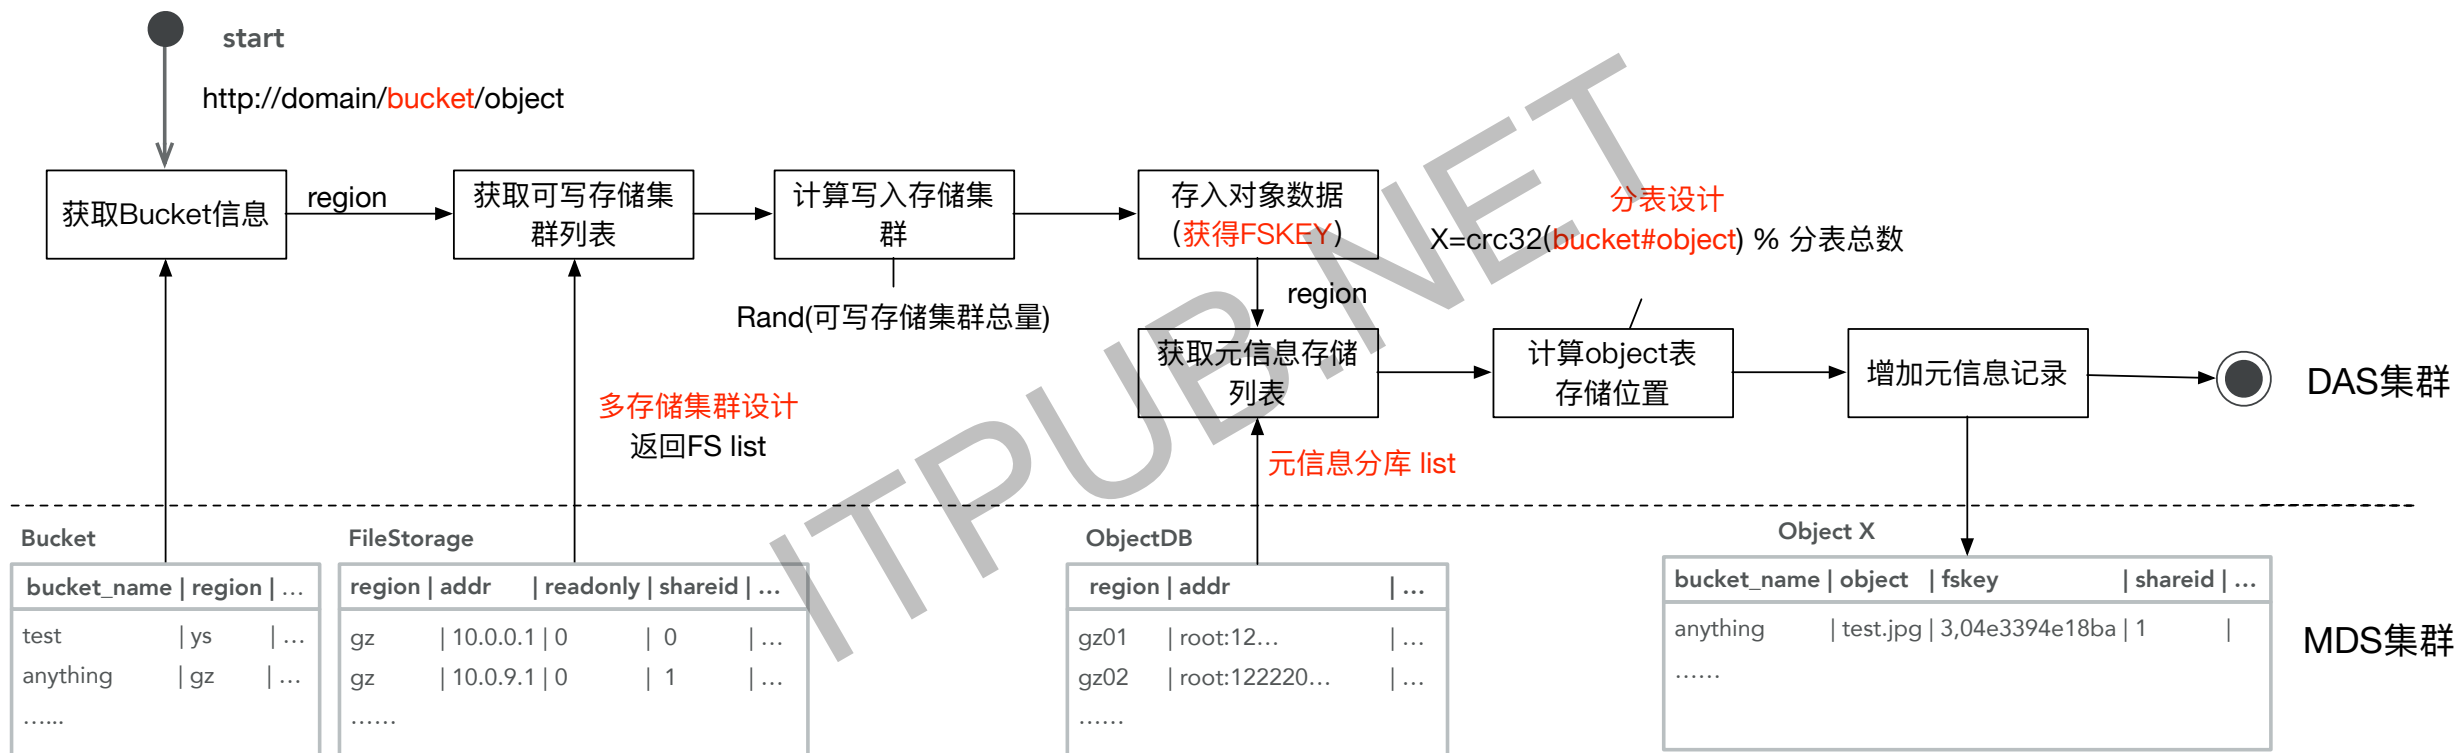 start
http://domain/bucket/object
获取Bucket信息
region
获取可写存储集
群列表
计算写入存储集
群
存入对象数据
(获得FSKEY)
分表设计
X=crc32(bucket#object) % 分表总数
Rand(可写存储集群总量)
region
获取元信息存储
列表
计算object表
存储位置
增加元信息记录
DAS集群
多存储集群设计
返回FS list
元信息分库 list
ITPUB.NET
Bucket
bucket_name | region | ...
test | ys | ...
anything | gz | ...
......
FileStorage
region | addr | readonly | shareid | ...
gz | 10.0.0.1 | 0 | 0 | ...
gz | 10.0.9.1 | 0 | 1 | ...
......
ObjectDB
region | addr | ...
gz01 | root:12... | ...
gz02 | root:122220... | ...
......
Object X
bucket_name | object | fskey | shareid | ...
anything | test.jpg | 3,04e3394e18ba | 1 |
......
MDS集群